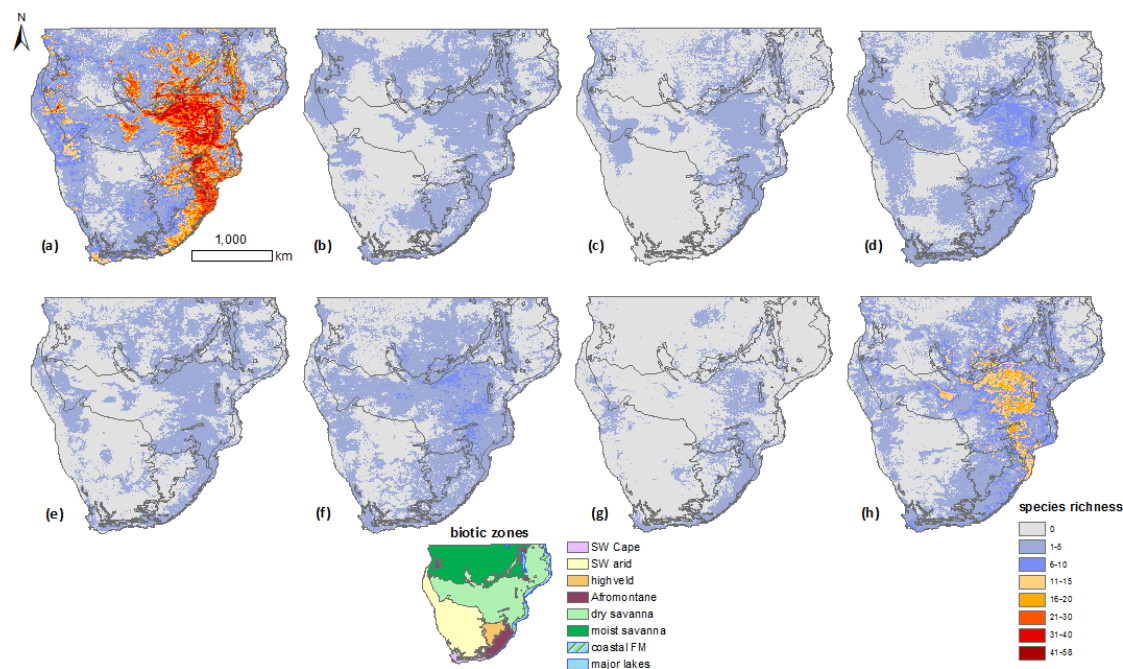 N
(a)
1,000
km
(b)
(c)
(d)
(e)
(f)
(g)
(h)
biotic zones
SW Cape
SW arid
highveld
Afromontane
dry savanna
moist savanna
coastal FM
major lakes
species richness
0
1-5
6-10
11-15
16-20
21-30
31-40
41-58